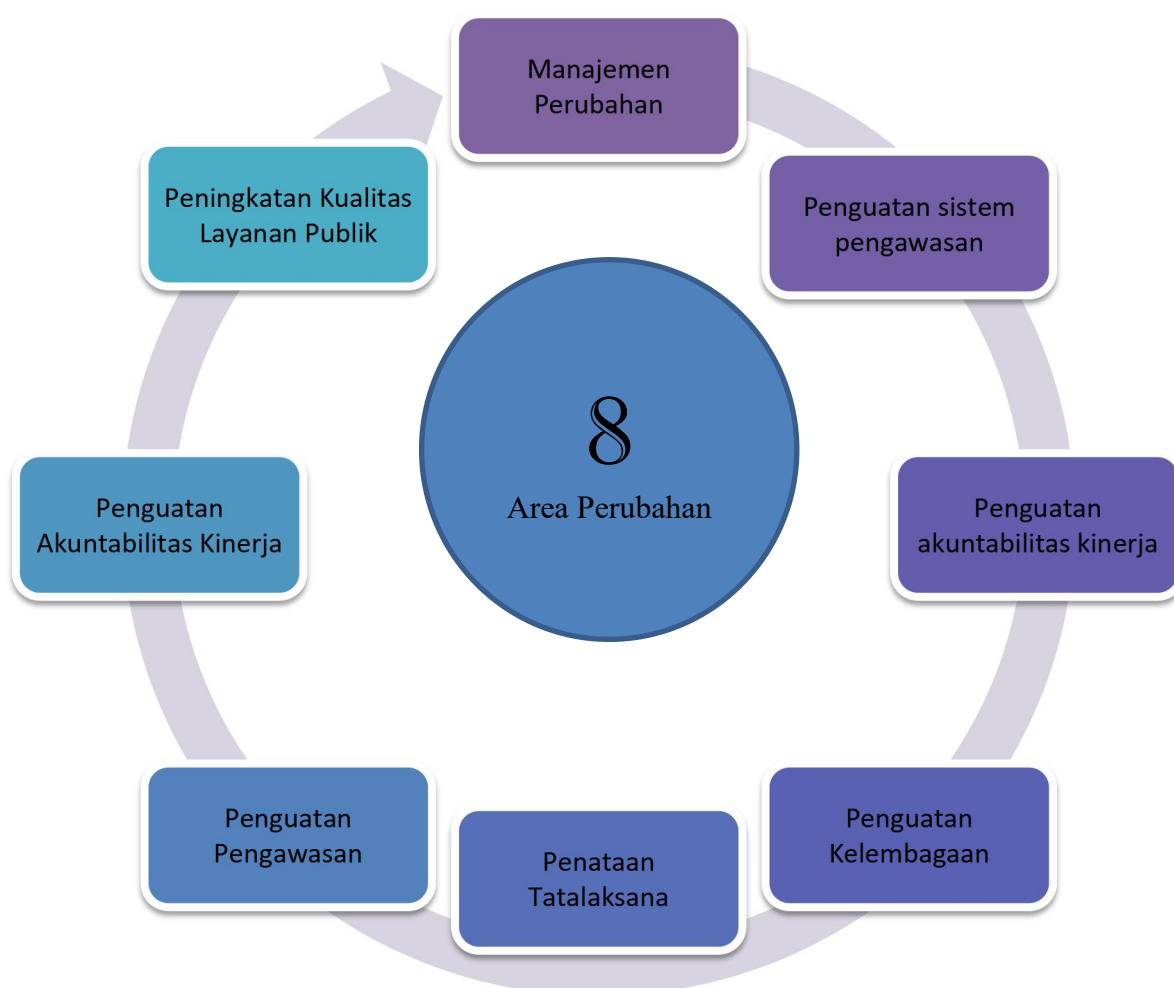 Manajemen
Perubahan
Penguatan sistem
pengawasan
Penguatan
akuntabilitas kinerja
Penguatan
Kelembagaan
Penataan
Tatalaksana
Penguatan
Pengawasan
Penguatan
Akuntabilitas Kinerja
Peningkatan Kualitas
Layanan Publik
8
Area Perubahan